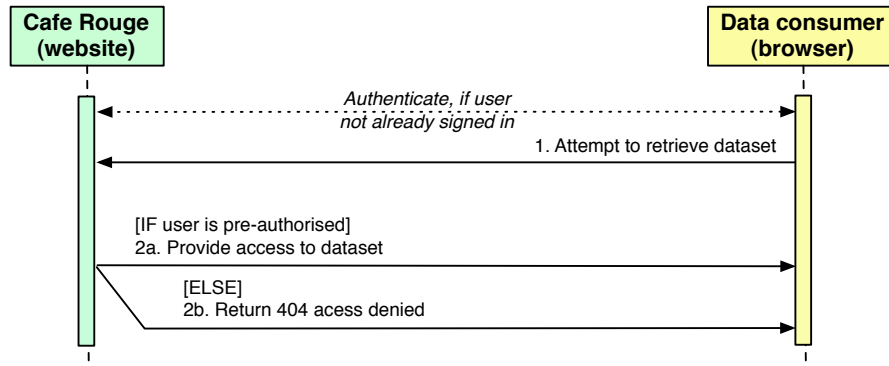 Cafe Rouge
(website)
Data consumer
(browser)
Authenticate, if user
not already signed in
1. Attempt to retrieve dataset
[IF user is pre-authorised]
2a. Provide access to dataset
[ELSE]
2b. Return 404 acess denied